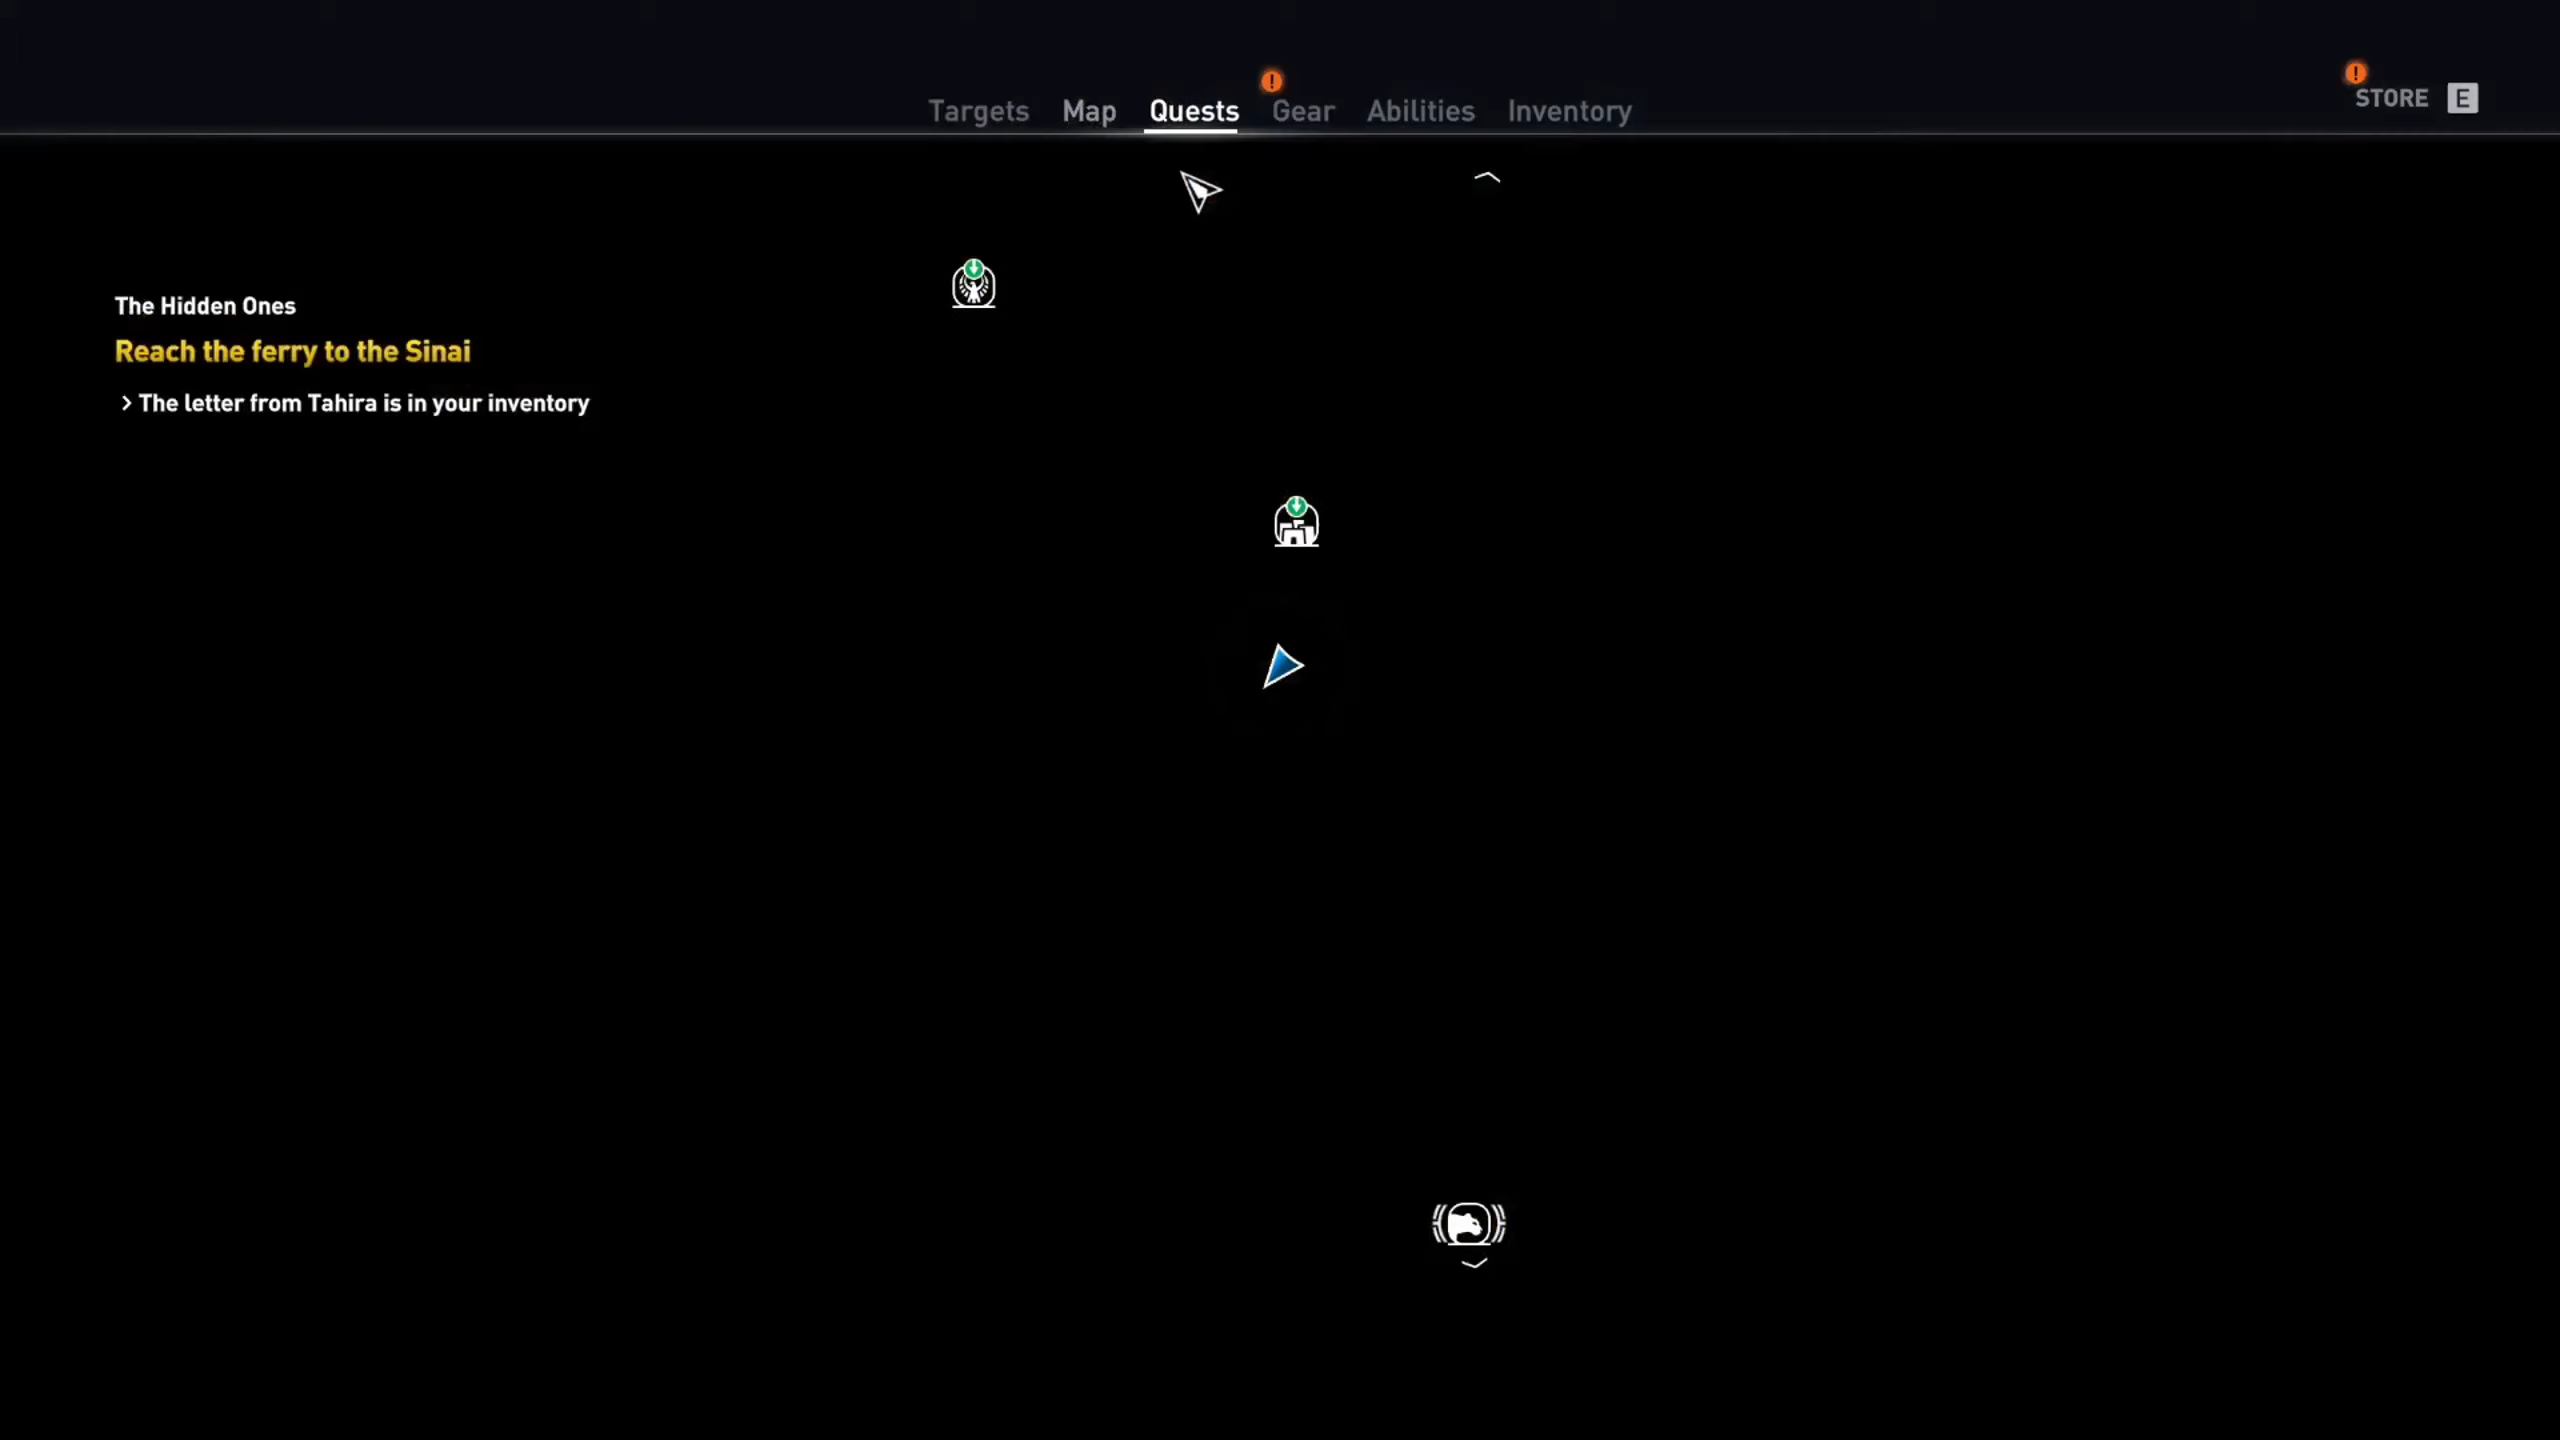 Targets Map Quests Gear Abilities Inventory
STORE E
The Hidden Ones
Reach the ferry to the Sinai
> The letter from Tahira is in your inventory